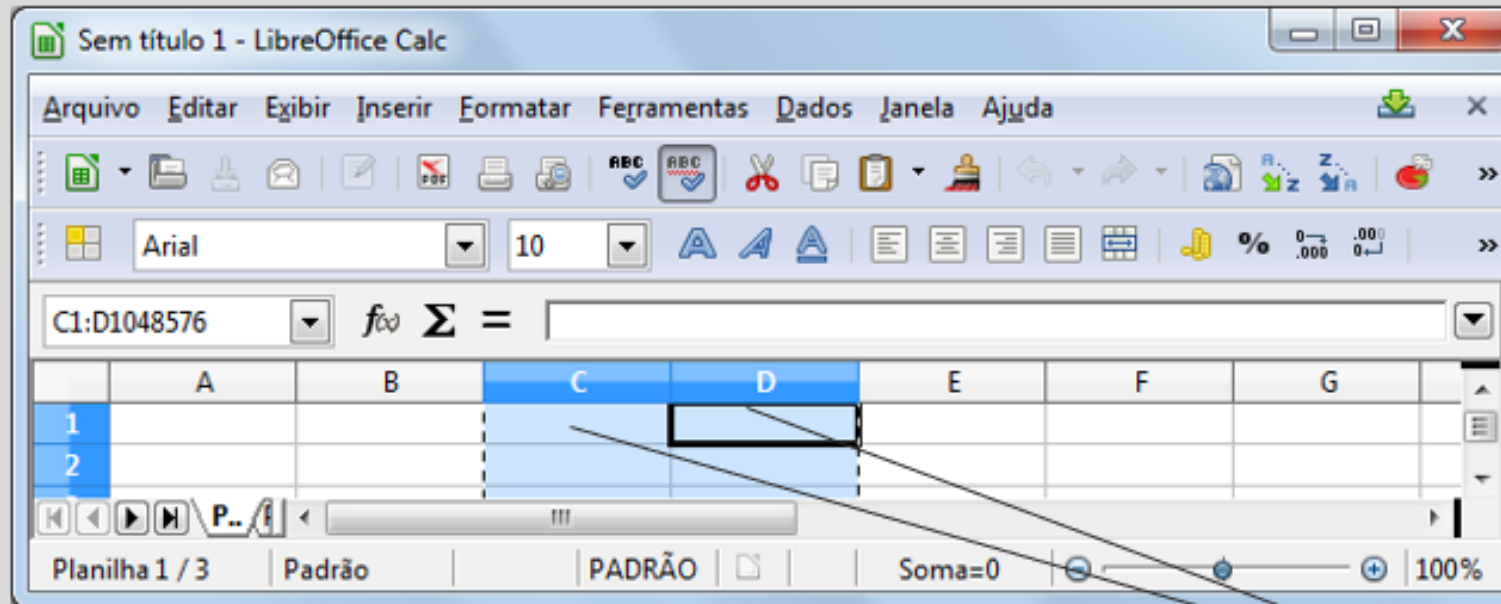 Sem título 1 - LibreOffice Calc
Arquivo Editar Exibir Inserir Formatar Ferramentas Dados Janela Ajuda
Arial 10
C1:D1048576
A B C D E F G
1
2
P..
Planilha 1 / 3 Padrão PADRÃO Soma=0 100%